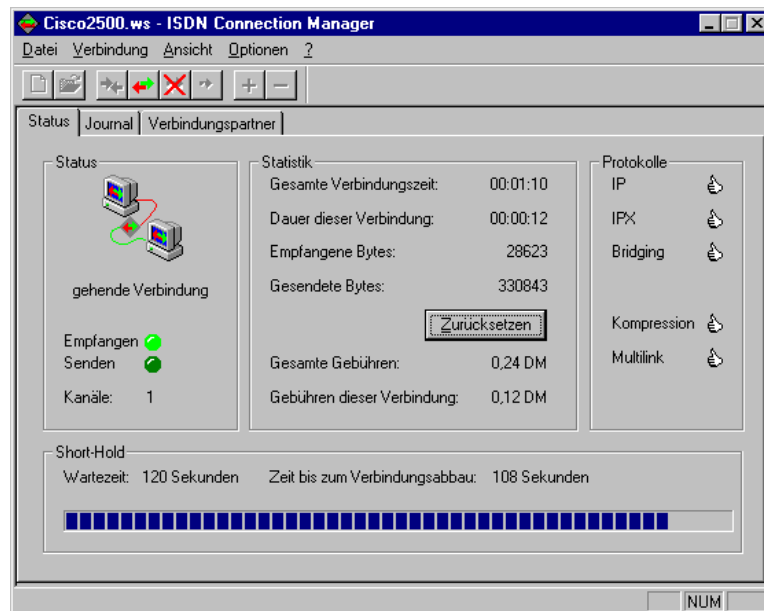 Cisco2500.ws - ISDN Connection Manager
Datei Verbindung Ansicht Optionen ?
Status Journal Verbindungspartner
Status
gehende Verbindung
Empfangen
Senden
Kanäle: 1
Statistik
Gesamte Verbindungszeit: 00:01:10
Dauer dieser Verbindung: 00:00:12
Empfangene Bytes: 28623
Gesendete Bytes: 330843
Zurücksetzen
Gesamte Gebühren: 0,24 DM
Gebühren dieser Verbindung: 0,12 DM
Protokolle
IP
IPX
Bridging
Kompression
Multilink
Short-Hold
Wartezeit: 120 Sekunden Zeit bis zum Verbindungsabbau: 108 Sekunden
NUM